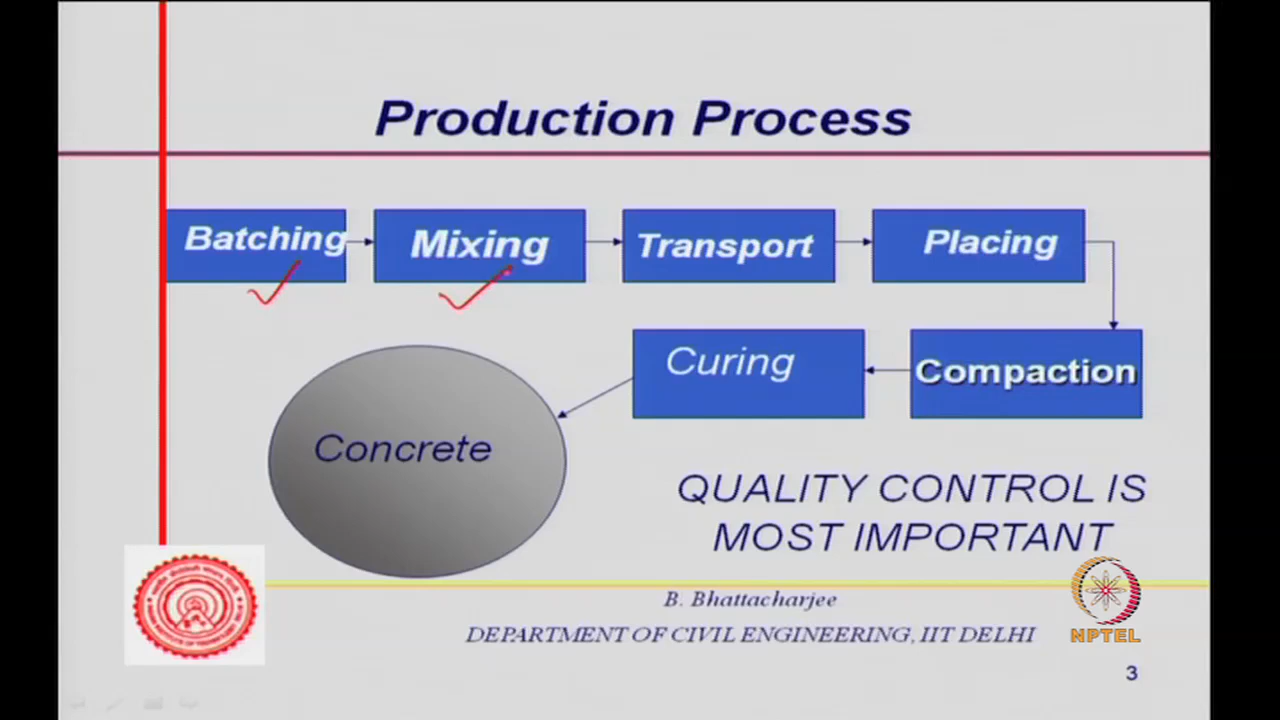 Production Process
Batching
Mixing
Transport
Placing
Compaction
Curing
Concrete
QUALITY CONTROL IS
MOST IMPORTANT
B. Bhattacharjee
DEPARTMENT OF CIVIL ENGINEERING, IIT DELHI
NPTEL
3